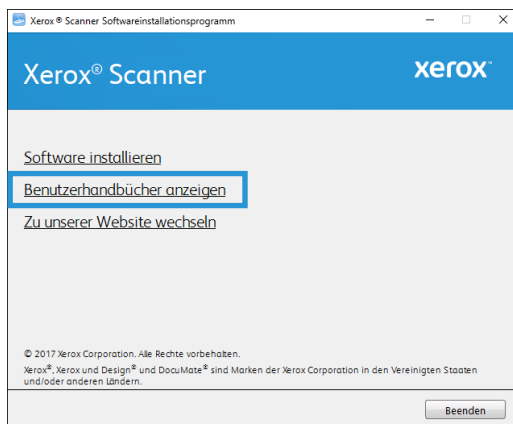 Xerox® Scanner Softwareinstallationsprogramm
Xerox® Scanner
xerox™
Software installieren
Benutzerhandbücher anzeigen
Zu unserer Website wechseln
© 2017 Xerox Corporation. Alle Rechte vorbehalten.
Xerox®, Xerox und Design® und DocuMate® sind Marken der Xerox Corporation in den Vereinigten Staaten
und/oder anderen Ländern.
Beenden